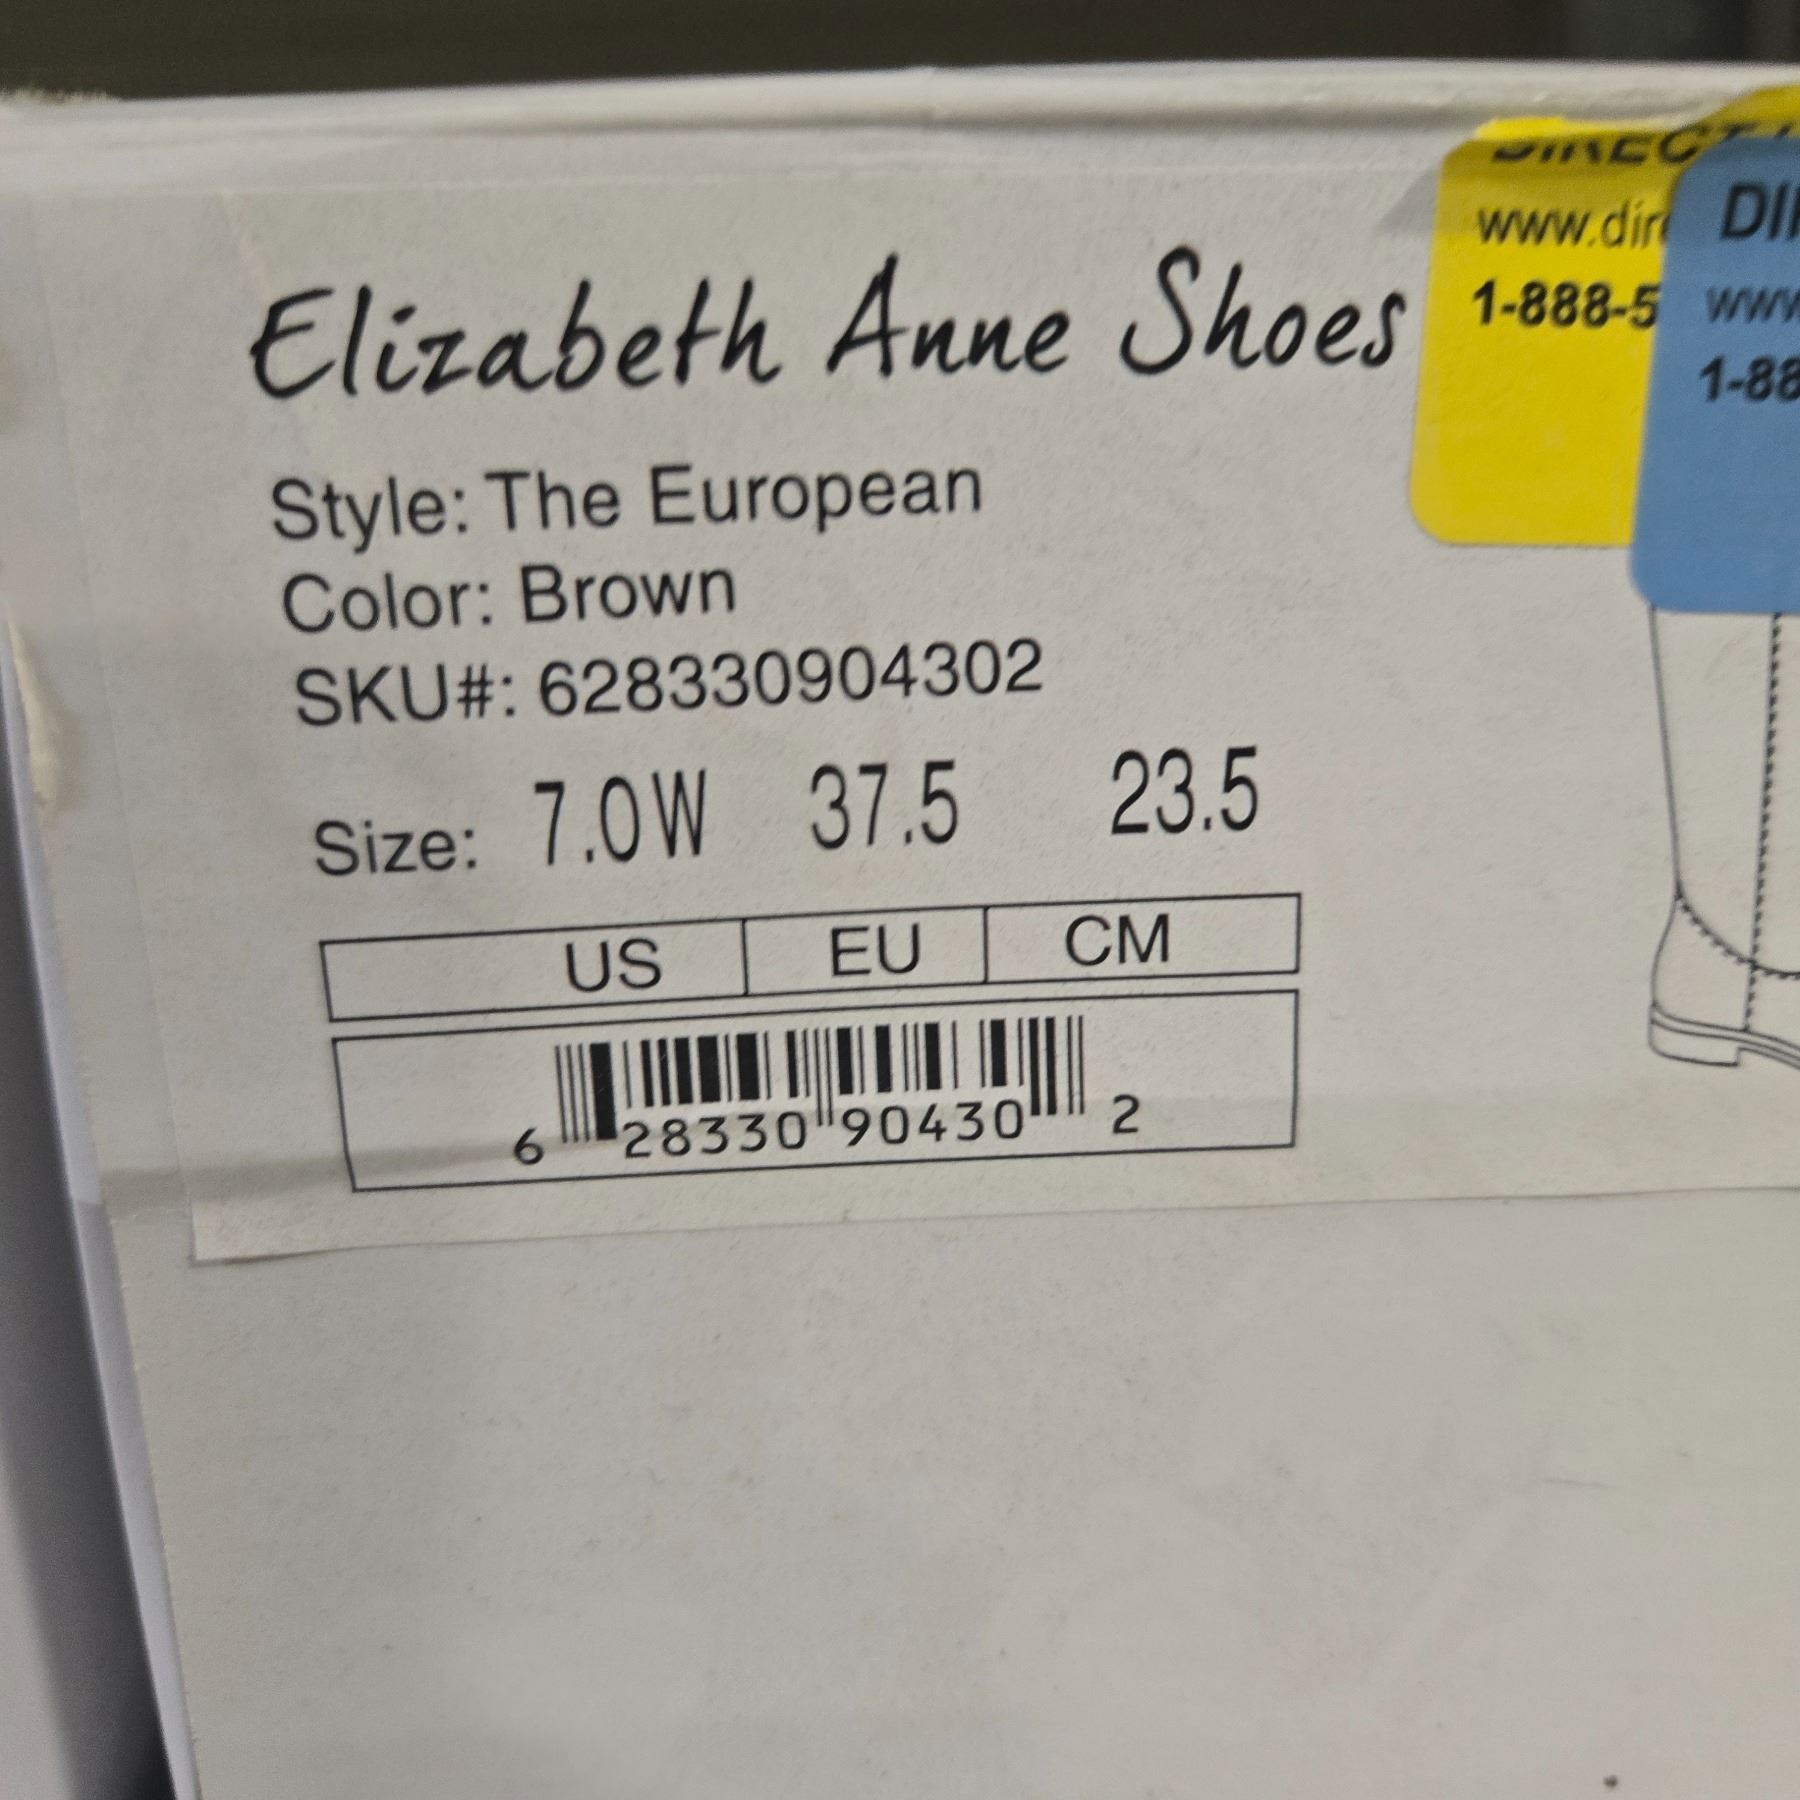 Elizabeth Anne Shoes
Style: The European
Color: Brown
SKU#: 628330904302
Size: 7.0W 37.5 23.5
US EU CM
6 28330 90430 2
www.dir
1-888-5
DI
www
1-88